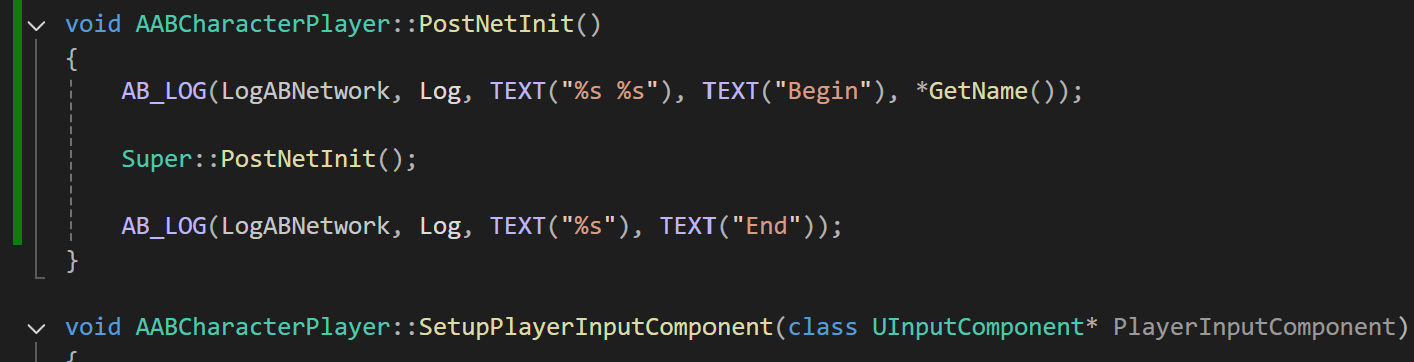 void AABCharacterPlayer::PostNetInit()
{
AB_LOG(LogABNetwork, Log, TEXT("%s %s"), TEXT("Begin"), *GetName());
Super::PostNetInit();
AB_LOG(LogABNetwork, Log, TEXT("%s"), TEXT("End"));
}
void AABCharacterPlayer::SetupPlayerInputComponent(class UInputComponent* PlayerInputComponent)
{